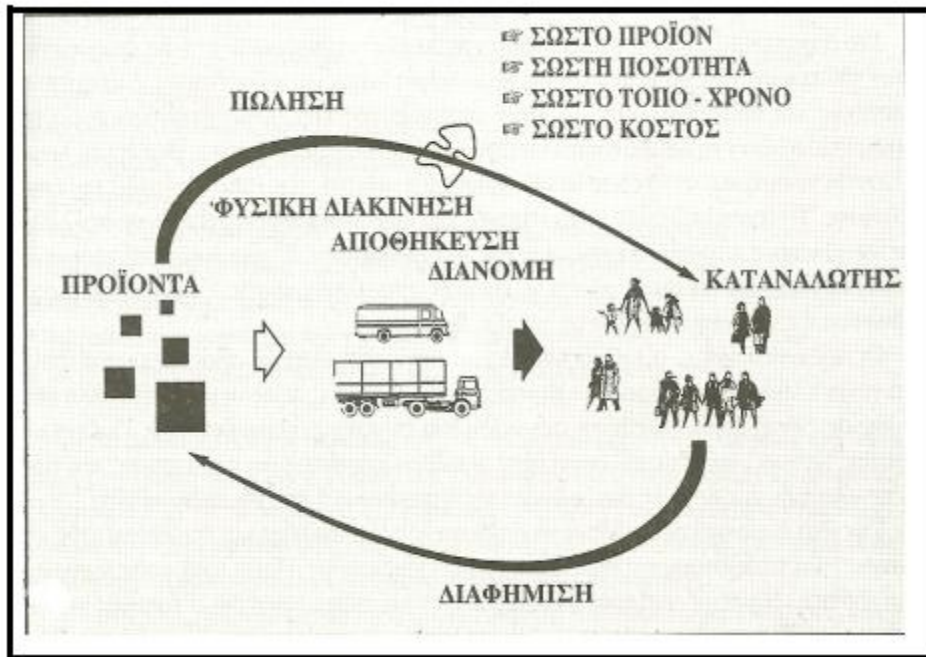 ☞ ΣΩΣΤΟ ΠΡΟΪΟΝ
☞ ΣΩΣΤΗ ΠΟΣΟΤΗΤΑ
☞ ΣΩΣΤΟ ΤΟΠΟ - ΧΡΟΝΟ
☞ ΣΩΣΤΟ ΚΟΣΤΟΣ
ΠΩΛΗΣΗ
ΦΥΣΙΚΗ ΔΙΑΚΙΝΗΣΗ
ΑΠΟΘΗΚΕΥΣΗ
ΔΙΑΝΟΜΗ
ΠΡΟΪΟΝΤΑ
ΚΑΤΑΝΑΛΩΤΗΣ
ΔΙΑΦΗΜΙΣΗ